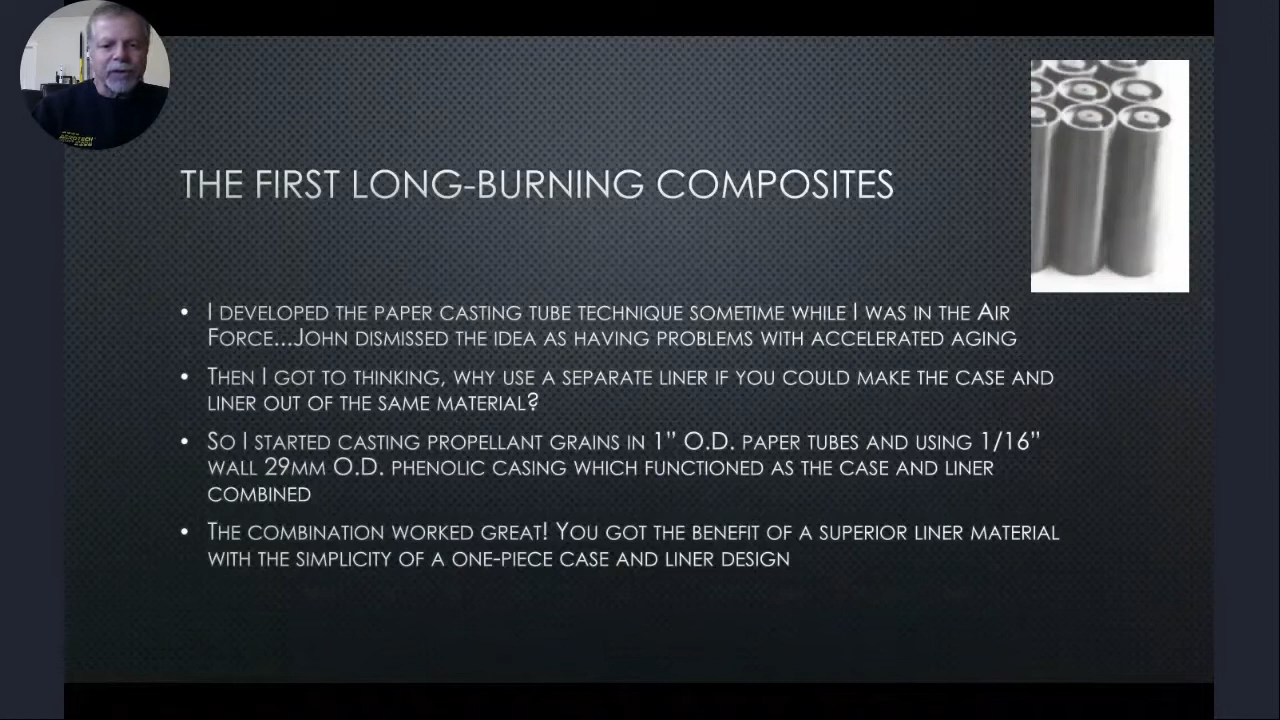 AEROTECH
THE FIRST LONG-BURNING COMPOSITES
• I DEVELOPED THE PAPER CASTING TUBE TECHNIQUE SOMETIME WHILE I WAS IN THE AIR
FORCE...JOHN DISMISSED THE IDEA AS HAVING PROBLEMS WITH ACCELERATED AGING
• THEN I GOT TO THINKING, WHY USE A SEPARATE LINER IF YOU COULD MAKE THE CASE AND
LINER OUT OF THE SAME MATERIAL?
• SO I STARTED CASTING PROPELLANT GRAINS IN 1” O.D. PAPER TUBES AND USING 1/16”
WALL 29MM O.D. PHENOLIC CASING WHICH FUNCTIONED AS THE CASE AND LINER
COMBINED
• THE COMBINATION WORKED GREAT! YOU GOT THE BENEFIT OF A SUPERIOR LINER MATERIAL
WITH THE SIMPLICITY OF A ONE-PIECE CASE AND LINER DESIGN